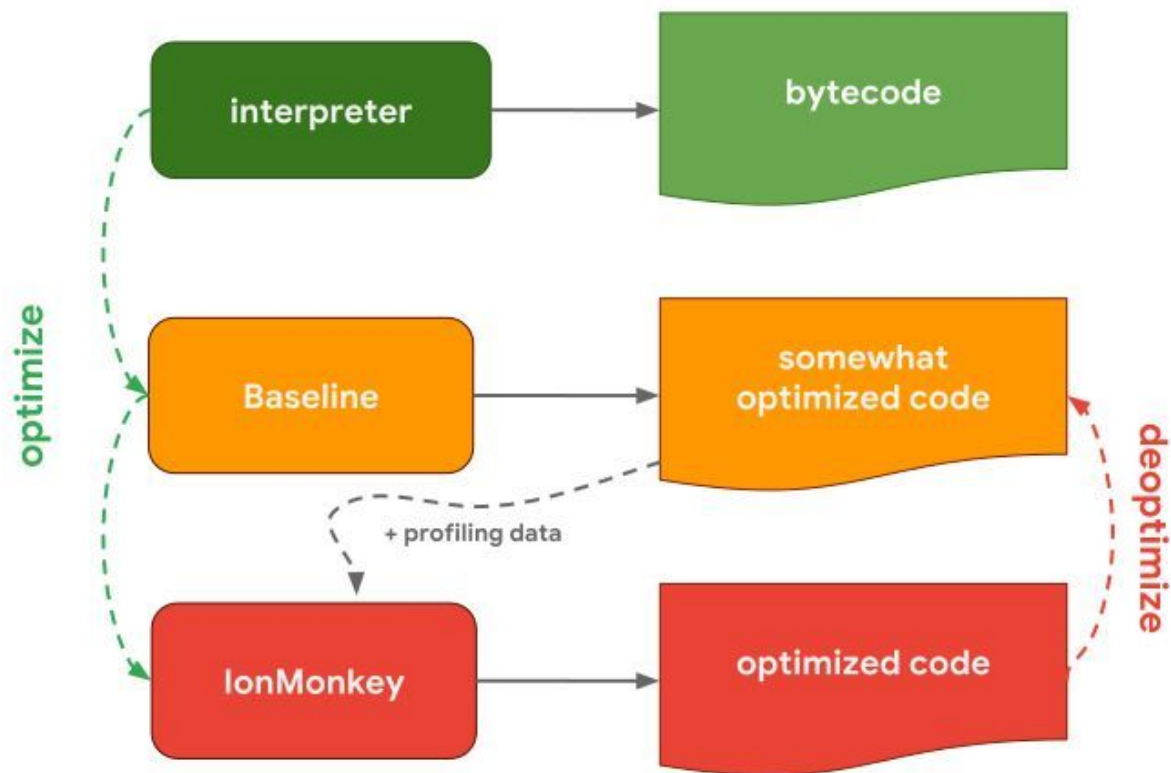 interpreter
bytecode
optimize
Baseline
somewhat
optimized code
deoptimize
+ profiling data
IonMonkey
optimized code